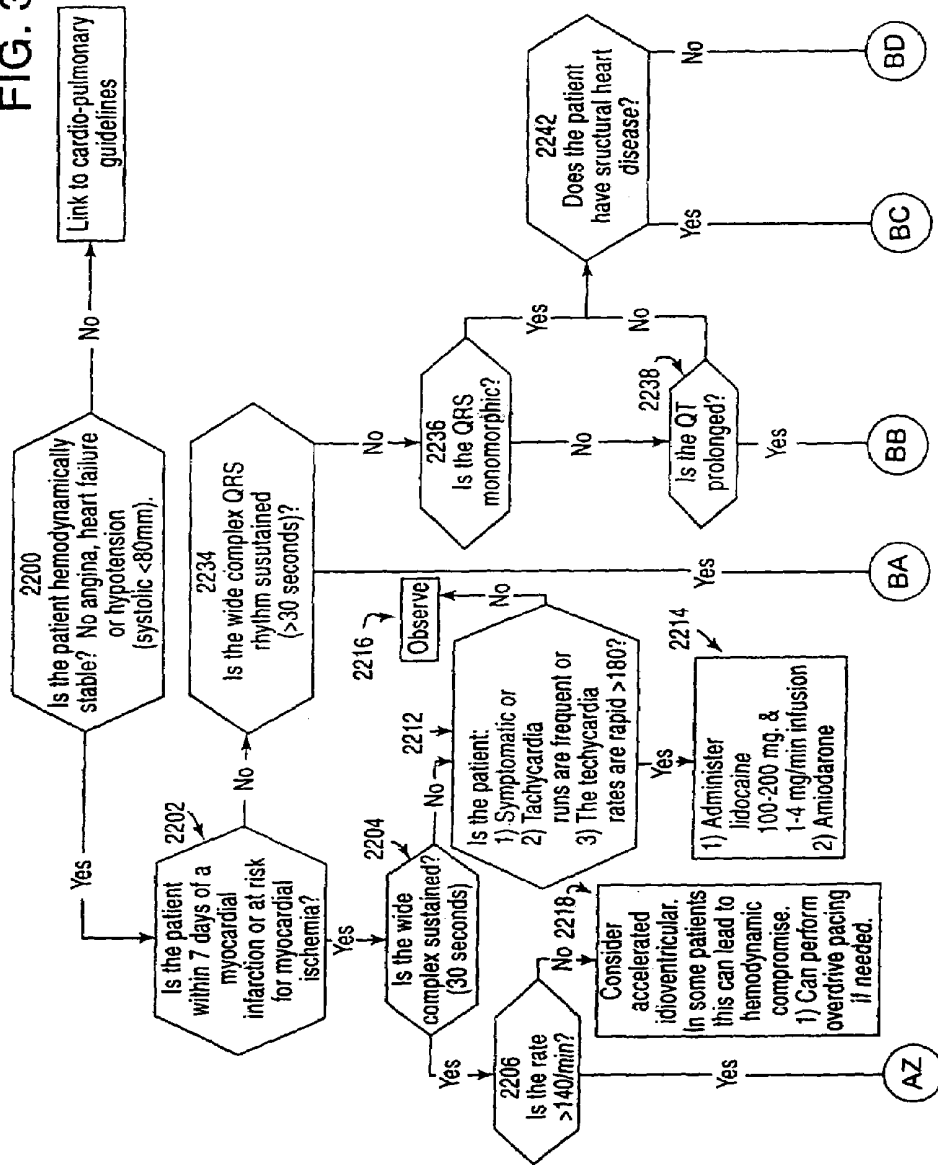 FIG. 3
2200
Is the patient hemodynamically
stable? No angina, heart failure
or hypotension
(systolic <80mm).
No
Link to cardio-pulmonary
guidelines
Yes
2202
Is the patient
within 7 days of a
myocardial
infarction or at risk
for myocardial
ischemia?
No
2234
Is the wide complex QRS
rhythm susutained
(>30 seconds)?
No
Yes
2236
Is the QRS
monomorphic?
Yes
No
2238
Is the QT
prolonged?
No
Yes
2242
Does the patient
have sructural heart
disease?
No
Yes
Yes
2204
Is the wide
complex sustained?
(30 seconds)
No
2212
Is the patient:
1) Symptomatic or
2) Tachycardia
runs are frequent or
3) The techycardia
rates are rapid >180?
No
2216
Observe
Yes
2214
1) Administer
lidocaine
100-200 mg, &
1-4 mg/min infusion
2) Amiodarone
Yes
2206
Is the rate
>140/min?
No
2218
Consider
accelerated
idioventricular.
In some patients
this can lead to
hemodynamic
compromise.
1) Can perform
overdrive pacing
if needed.
Yes
AZ
BA
BB
BC
BD